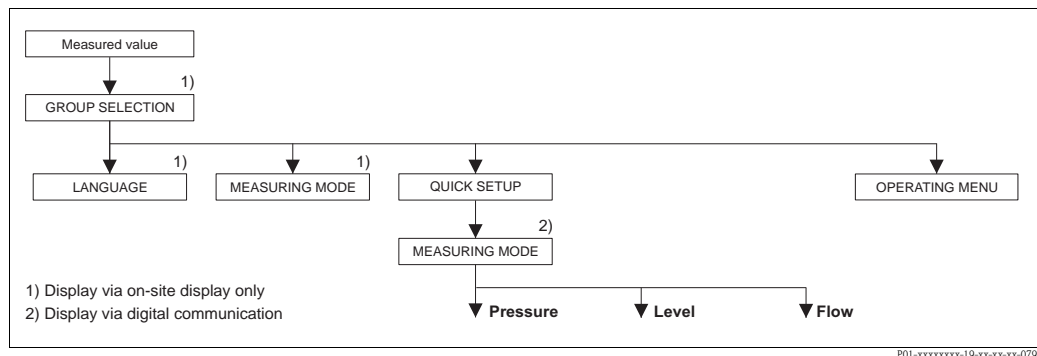 Measured value
1)
GROUP SELECTION
1)
1)
LANGUAGE
MEASURING MODE
QUICK SETUP
OPERATING MENU
2)
MEASURING MODE
1) Display via on-site display only
2) Display via digital communication
Pressure
Level
Flow
P01-xxxxxxxx-19-xx-xx-xx-079